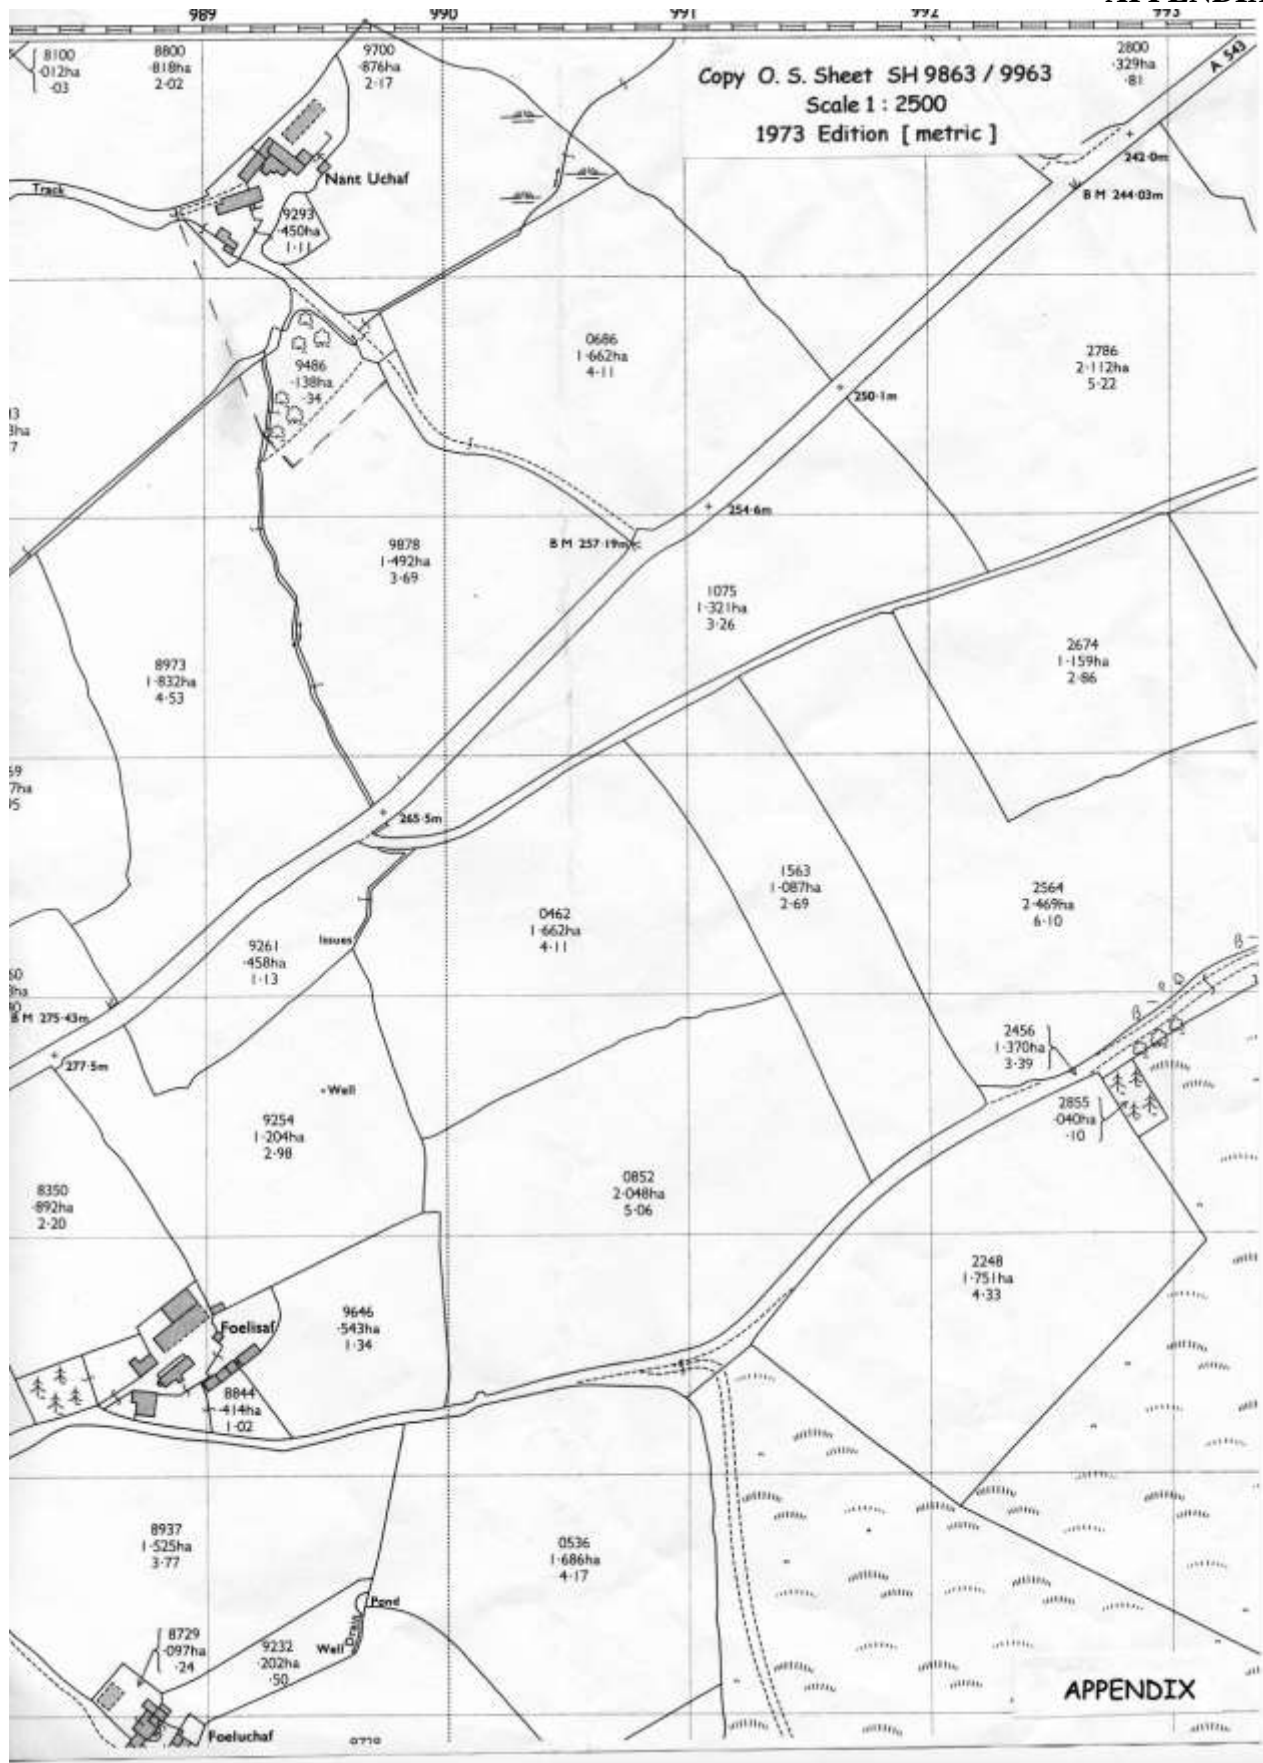 989 990 991 992 993
8100
·012ha
·03
8800
·818ha
2·02
9700
·876ha
2·17
Copy O. S. Sheet SH 9863 / 9963
Scale 1 : 2500
1973 Edition [ metric ]
2800
·329ha
·81
A 543
242·0m
B M 244·03m
Track
Nant Uchaf
9293
·450ha
1·11
0686
1·662ha
4·11
2786
2·112ha
5·22
9486
·138ha
·34
250·1m
254·6m
B M 257·19m
9878
1·492ha
3·69
1075
1·321ha
3·26
2674
1·159ha
2·86
8973
1·832ha
4·53
265·5m
1563
1·087ha
2·69
2564
2·469ha
6·10
0462
1·662ha
4·11
Issues
9261
·458ha
1·13
B M 275·43m
277·5m
2456
1·370ha
3·39
Well
2855
·040ha
·10
9254
1·204ha
2·98
8350
·892ha
2·20
0852
2·048ha
5·06
2248
1·751ha
4·33
9646
·543ha
1·34
Foelisaf
8844
·414ha
1·02
8937
1·525ha
3·77
0536
1·686ha
4·17
Pond
Drain
Well
8729
·097ha
·24
9232
·202ha
·50
APPENDIX
Foeluchaf